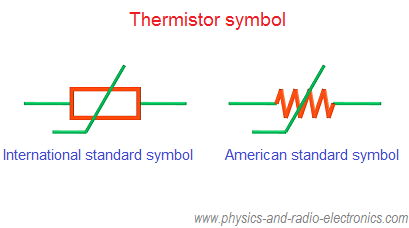 Thermistor symbol
International standard symbol
American standard symbol
www.physics-and-radio-electronics.com